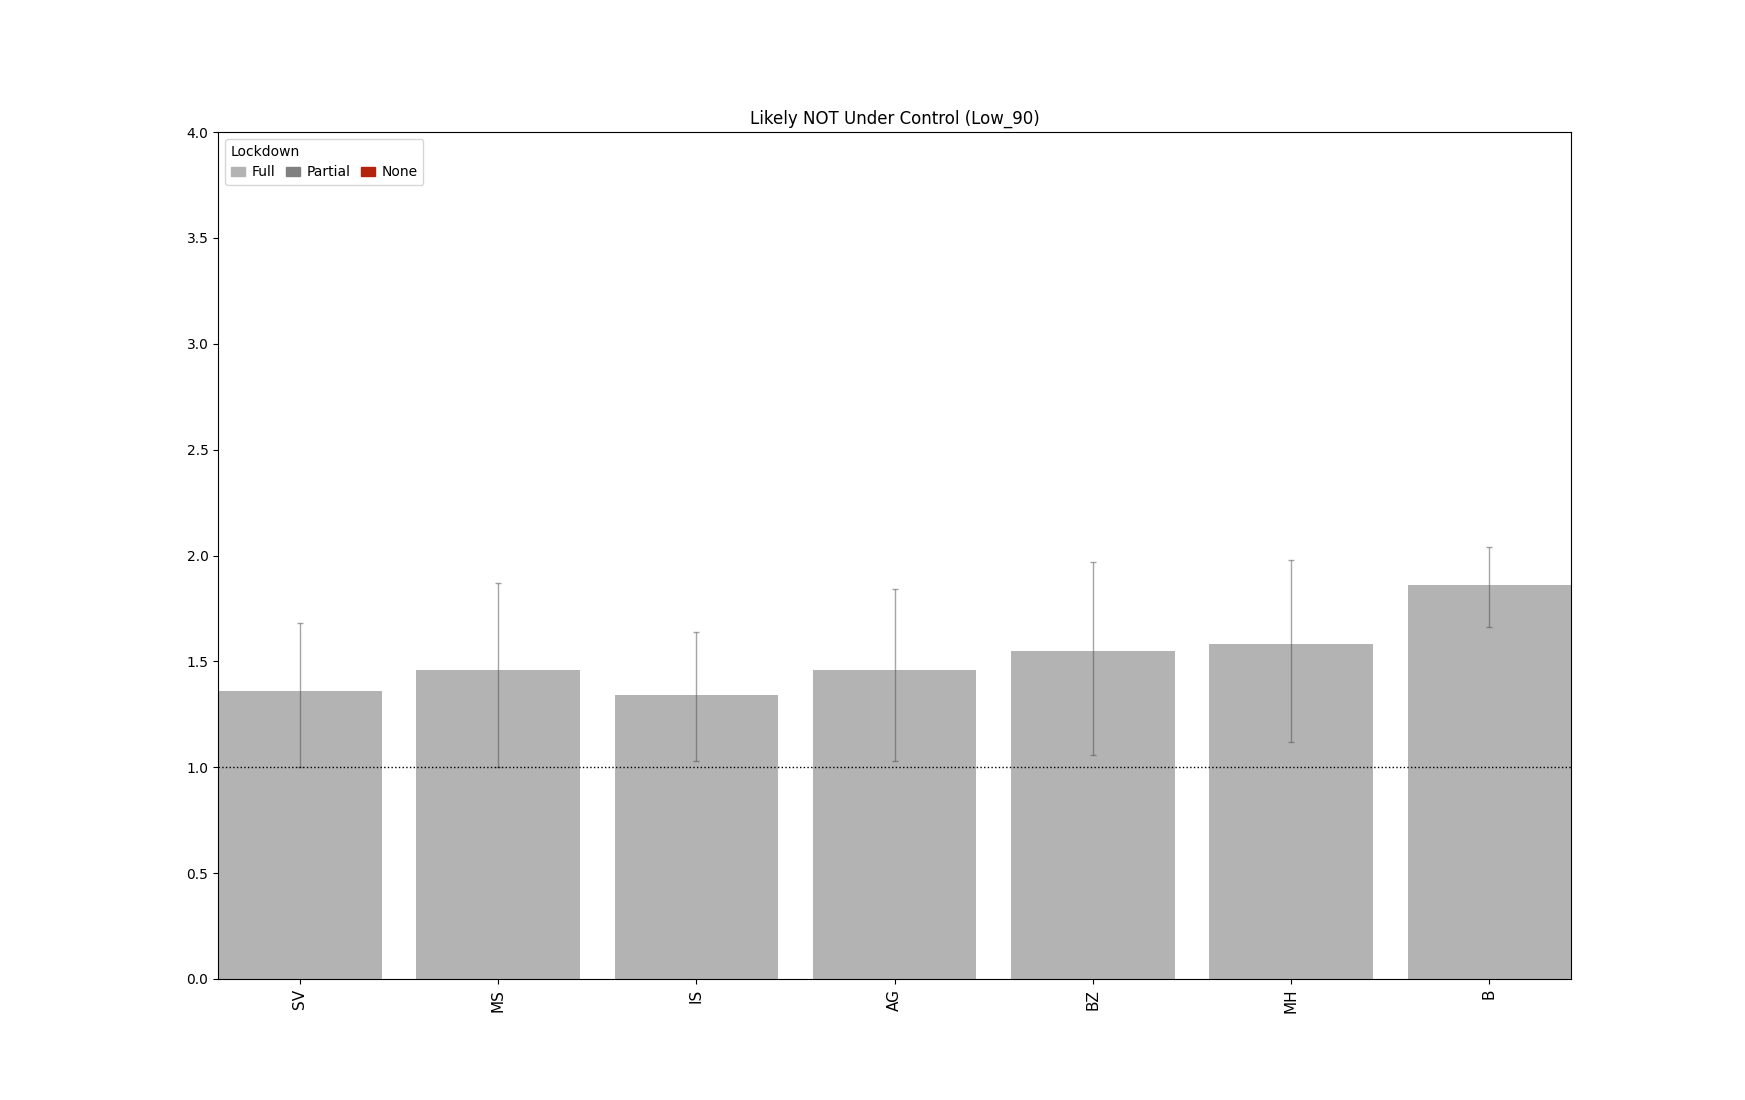 Likely NOT Under Control (Low_90)
Lockdown
Full Partial None
4.0
3.5
3.0
2.5
2.0
1.5
1.0
0.5
0.0
SV MS IS AG BZ MH B